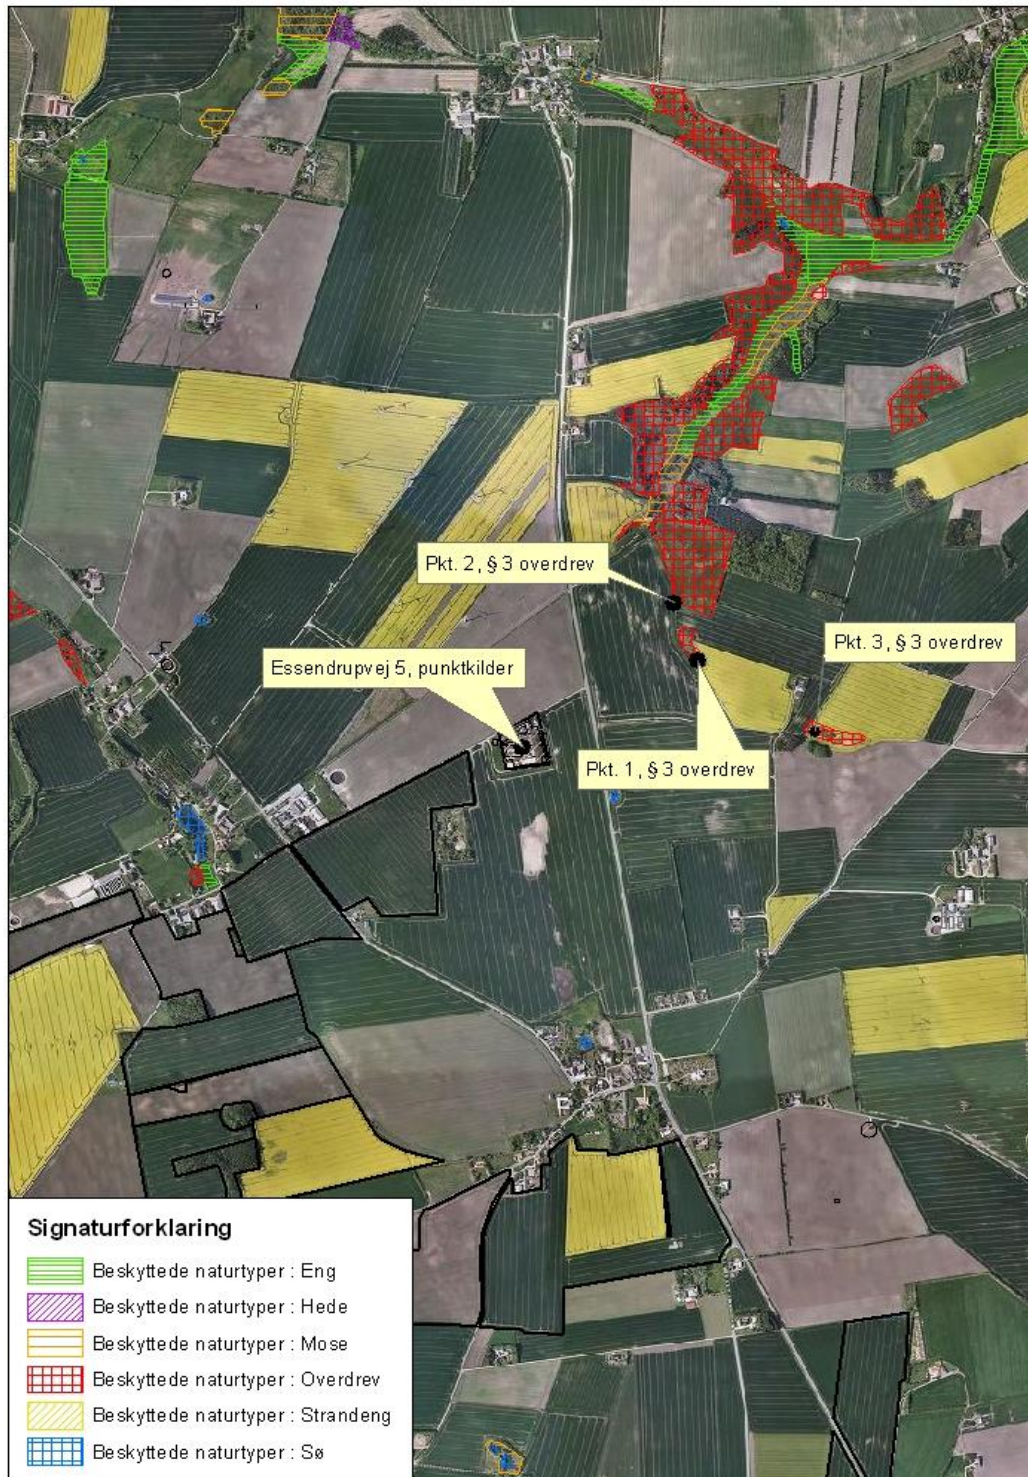 Pkt. 2, § 3 overdrev
Pkt. 3, § 3 overdrev
Essendrupvej 5, punktkilder
Pkt. 1, § 3 overdrev
Signaturforklaring
Beskyttede naturtyper : Eng
Beskyttede naturtyper : Hede
Beskyttede naturtyper : Mose
Beskyttede naturtyper : Overdrev
Beskyttede naturtyper : Strandeng
Beskyttede naturtyper : Sø